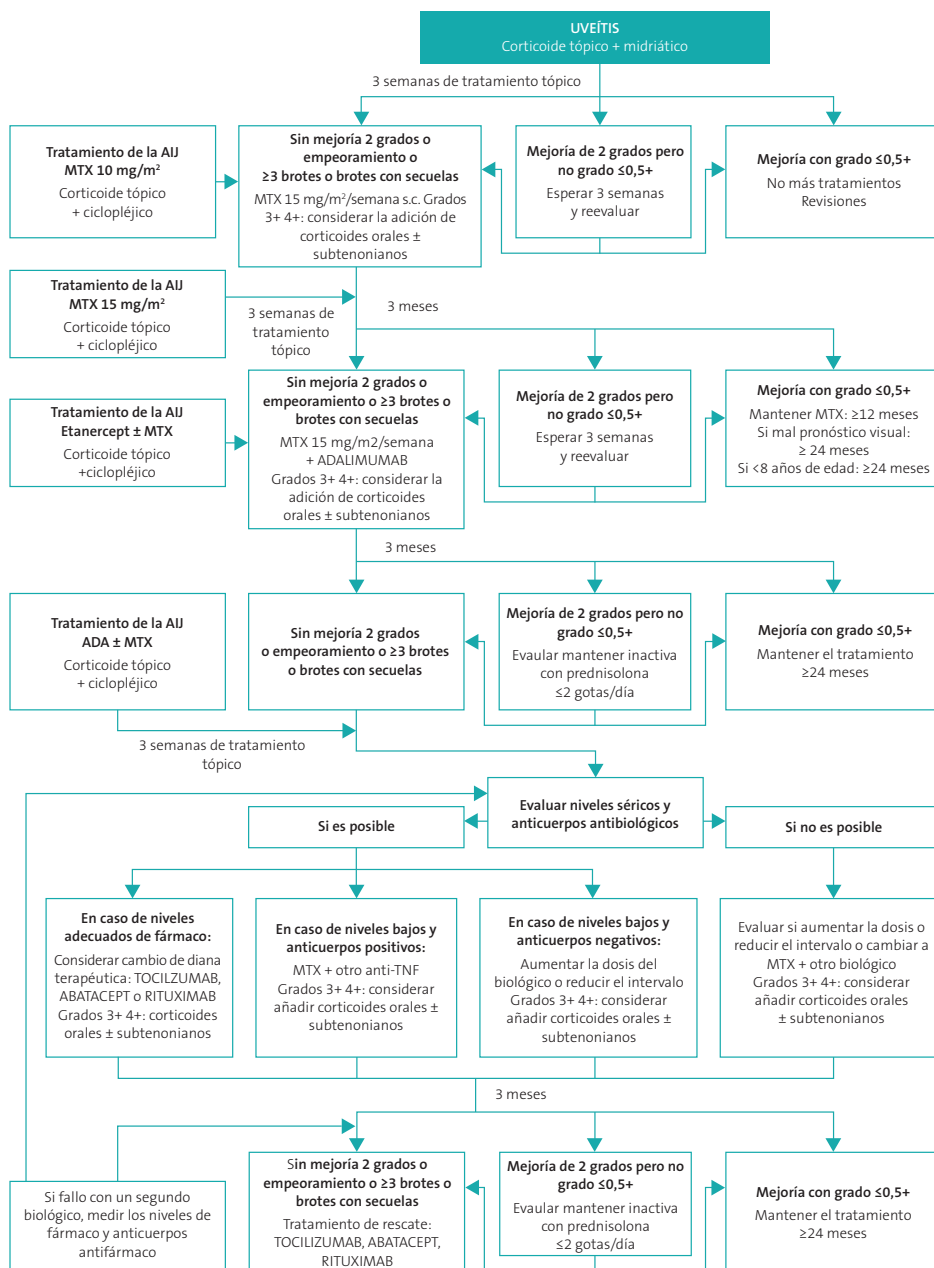 UVEÍTIS
Corticoide tópico + midriático
3 semanas de tratamiento tópico
Tratamiento de la AIJ
MTX 10 mg/m²
Corticoide tópico
+ ciclopléjico
Sin mejoría 2 grados o
empeoramiento o
≥3 brotes o brotes con secuelas
MTX 15 mg/m²/semana s.c. Grados
3+ 4+: considerar la adición de
corticoides orales ±
subtenonianos
Mejoría de 2 grados pero
no grado ≤0,5+
Esperar 3 semanas
y reevaluar
Mejoría con grado ≤0,5+
No más tratamientos
Revisiones
Tratamiento de la AIJ
MTX 15 mg/m²
Corticoide tópico
+ ciclopléjico
3 semanas de
tratamiento
tópico
3 meses
Tratamiento de la AIJ
Etanercept ± MTX
Corticoide tópico
+ciclopléjico
Sin mejoría 2 grados o
empeoramiento o ≥3 brotes o
brotes con secuelas
MTX 15 mg/m2/semana
+ ADALIMUMAB
Grados 3+ 4+: considerar la
adición de corticoides
orales ± subtenonianos
Mejoría de 2 grados pero
no grado ≤0,5+
Esperar 3 semanas
y reevaluar
Mejoría con grado ≤0,5+
Mantener MTX: ≥12 meses
Si mal pronóstico visual:
≥ 24 meses
Si <8 años de edad: ≥24 meses
3 meses
Tratamiento de la AIJ
ADA ± MTX
Corticoide tópico
+ ciclopléjico
Sin mejoría 2 grados
o empeoramiento o ≥3 brotes
o brotes con secuelas
Mejoría de 2 grados pero no
grado ≤0,5+
Evaular mantener inactiva
con prednisolona
≤2 gotas/día
Mejoría con grado ≤0,5+
Mantener el tratamiento
≥24 meses
3 semanas de tratamiento
tópico
Evaluar niveles séricos y
anticuerpos antibiológicos
Si es posible
Si no es posible
En caso de niveles
adecuados de fármaco:
Considerar cambio de diana
terapéutica: TOCILZUMAB,
ABATACEPT o RITUXIMAB
Grados 3+ 4+: corticoides
orales ± subtenonianos
En caso de niveles bajos y
anticuerpos positivos:
MTX + otro anti-TNF
Grados 3+ 4+: considerar
añadir corticoides orales ±
subtenonianos
En caso de niveles bajos y
anticuerpos negativos:
Aumentar la dosis del
biológico o reducir el intervalo
Grados 3+ 4+: considerar
añadir corticoides orales ±
subtenonianos
Evaluar si aumentar la dosis o
reducir el intervalo o cambiar a
MTX + otro biológico
Grados 3+ 4+: considerar
añadir corticoides orales
± subtenonianos
3 meses
Si fallo con un segundo
biológico, medir los niveles de
fármaco y anticuerpos
antifármaco
Sin mejoría 2 grados o
empeoramiento o ≥3 brotes o
brotes con secuelas
Tratamiento de rescate:
TOCILIZUMAB, ABATACEPT,
RITUXIMAB
Mejoría de 2 grados pero no
grado ≤0,5+
Evaular mantener inactiva
con prednisolona
≤2 gotas/día
Mejoría con grado ≤0,5+
Mantener el tratamiento
≥24 meses